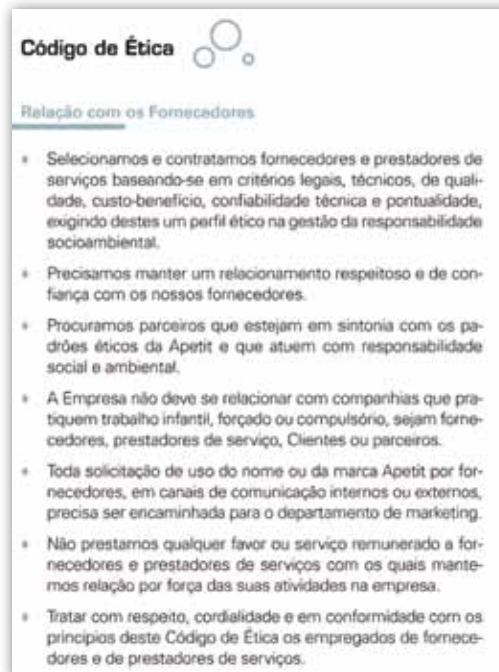 Código de Ética
Relação com os Fornecedores
Selecionamos e contratamos fornecedores e prestadores de
serviços baseando-se em critérios legais, técnicos, de quali-
dade, custo-benefício, confiabilidade técnica e pontualidade,
exigindo destes um perfil ético na gestão da responsabilidade
socioambiental.
Precisamos manter um relacionamento respeitoso e de con-
fiança com os nossos fornecedores.
Procuramos parceiros que estejam em sintonia com os pa-
drões éticos da Apetit e que atuem com responsabilidade
social e ambiental.
A Empresa não deve se relacionar com companhias que pra-
tiquem trabalho infantil, forçado ou compulsório, sejam forne-
cedores, prestadores de serviço, Clientes ou parceiros.
Toda solicitação de uso do nome ou da marca Apetit por for-
necedores, em canais de comunicação internos ou externos,
precisa ser encaminhada para o departamento de marketing.
Não prestamos qualquer favor ou serviço remunerado a for-
necedores e prestadores de serviços com os quais mante-
mos relação por força das suas atividades na empresa.
Tratar com respeito, cordialidade e em conformidade com os
princípios deste Código de Ética os empregados de fornece-
dores e de prestadores de serviços.